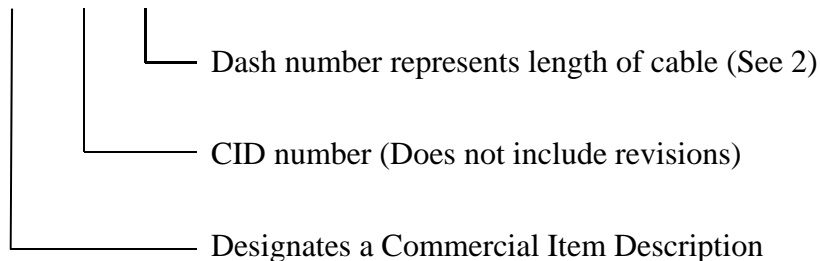 Dash number represents length of cable (See 2)
CID number (Does not include revisions)
Designates a Commercial Item Description